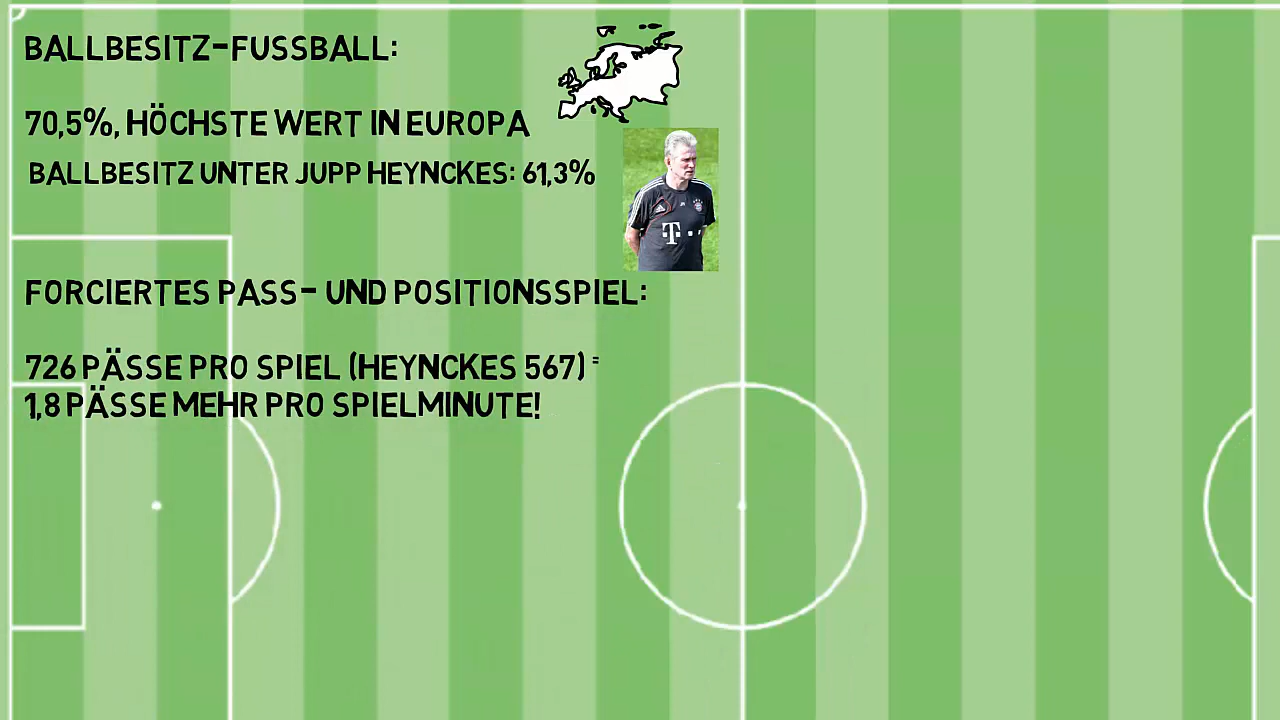 BALLBESITZ-FUSSBALL:
70,5%, HÖCHSTE WERT IN EUROPA
BALLBESITZ UNTER JUPP HEYNCKES: 61,3%
T
FORCIERTES PASS- UND POSITIONSSPIEL:
726 PÄSSE PRO SPIEL (HEYNCKES 567) =
1,8 PÄSSE MEHR PRO SPIELMINUTE!